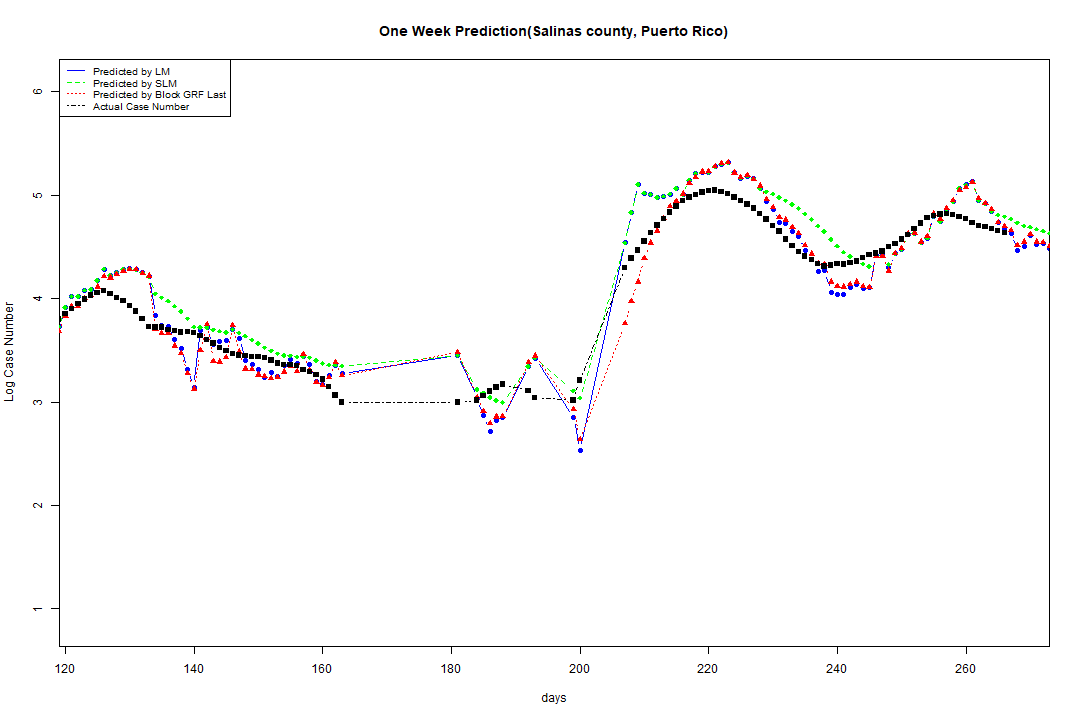 One Week Prediction(Salinas county, Puerto Rico)
Predicted by LM
Predicted by SLM
Predicted by Block GRF Last
Actual Case Number
6
5
4
3
2
1
Log Case Number
120 140 160 180 200 220 240 260
days